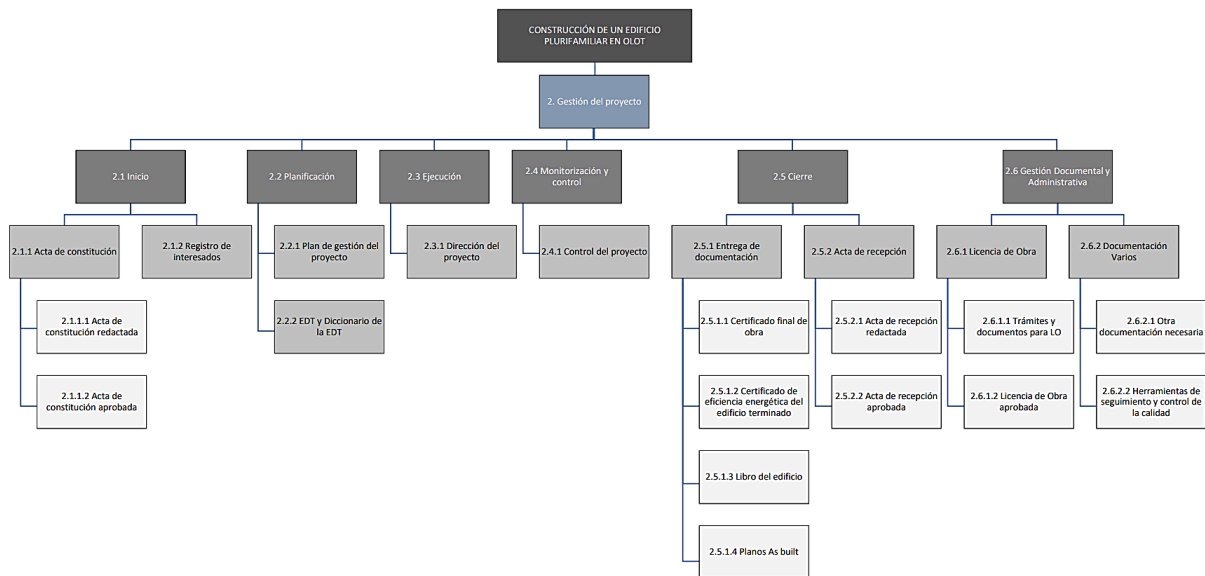 CONSTRUCCIÓN DE UN EDIFICIO
PLURIFAMILIAR EN OLOT
2. Gestión del proyecto
2.1 Inicio
2.2 Planificación
2.3 Ejecución
2.4 Monitorización y
control
2.5 Cierre
2.6 Gestión Documental y
Administrativa
2.1.1 Acta de constitución
2.1.2 Registro de
interesados
2.2.1 Plan de gestión del
proyecto
2.3.1 Dirección del
proyecto
2.4.1 Control del proyecto
2.5.1 Entrega de
documentación
2.5.2 Acta de recepción
2.6.1 Licencia de Obra
2.6.2 Documentación
Varios
2.1.1.1 Acta de
constitución redactada
2.2.2 EDT y Diccionario de
la EDT
2.5.1.1 Certificado final de
obra
2.5.2.1 Acta de recepción
redactada
2.6.1.1 Trámites y
documentos para LO
2.6.2.1 Otra
documentación necesaria
2.1.1.2 Acta de
constitución aprobada
2.5.1.2 Certificado de
eficiencia energética del
edificio terminado
2.5.2.2 Acta de recepción
aprobada
2.6.1.2 Licencia de Obra
aprobada
2.6.2.2 Herramientas de
seguimiento y control de
la calidad
2.5.1.3 Libro del edificio
2.5.1.4 Planos As built